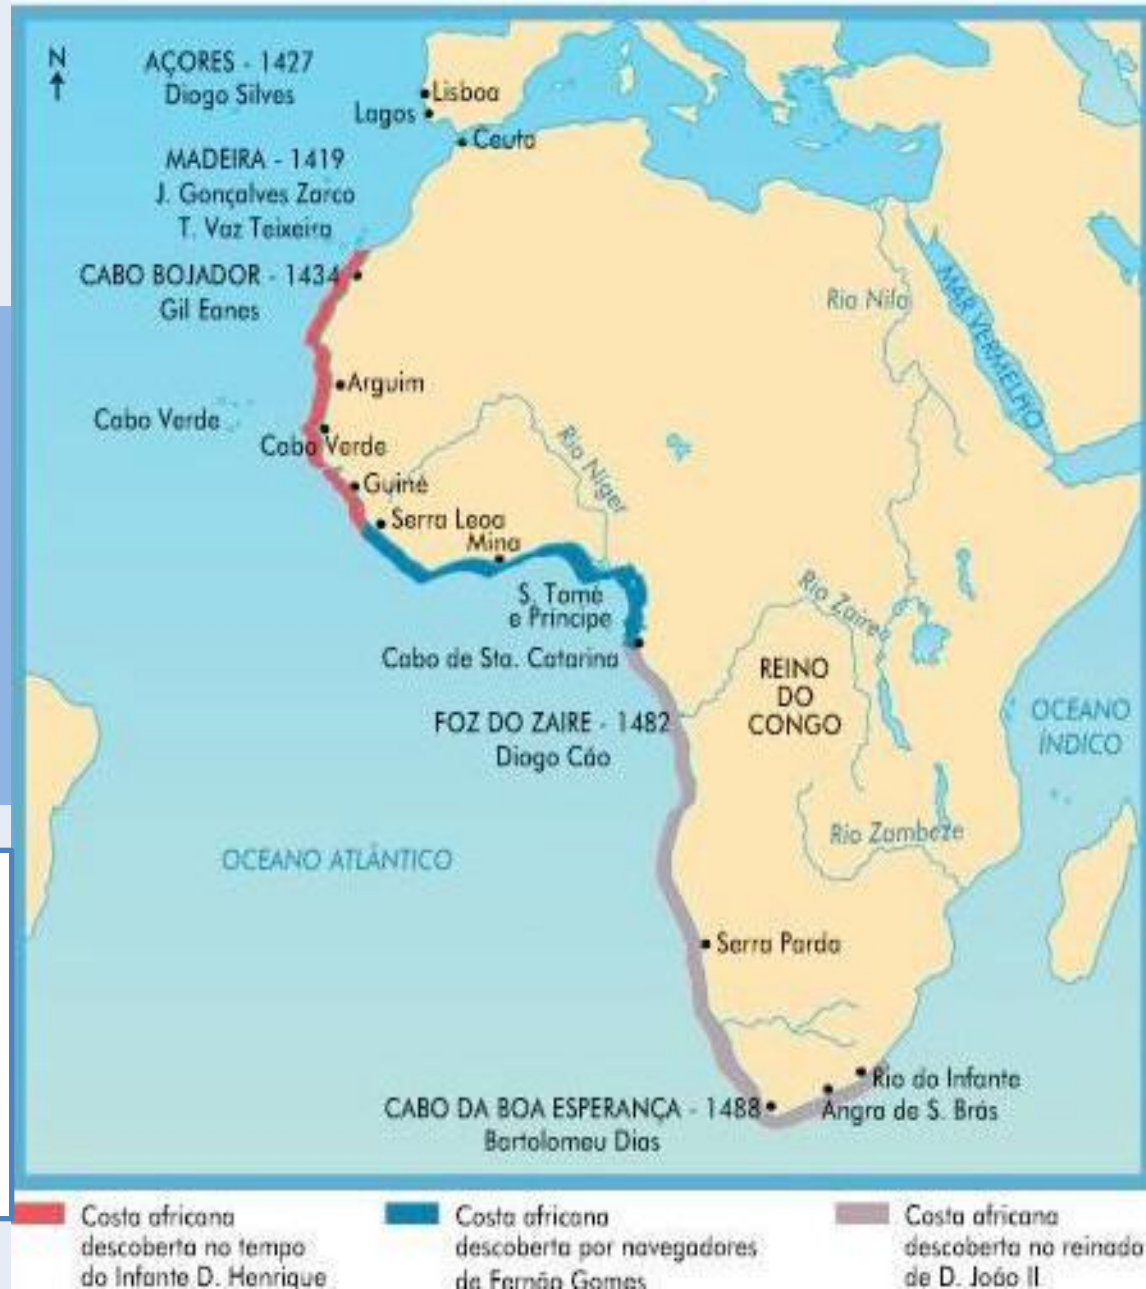 N
AÇORES - 1427
Diogo Silves
Lisboa
Lagos
Ceuta
MADEIRA - 1419
J. Gonçalves Zarco
T. Vaz Teixeira
CABO BOJADOR - 1434
Gil Eanes
Rio Nilo
MAR VERMELHO
Arguim
Cabo Verde
Cabo Verde
Rio Níger
Guiné
Serra Leoa
Mina
S. Tomé
e Príncipe
Rio Zaire
Cabo de Sta. Catarina
REINO
DO
CONGO
FOZ DO ZAIRE - 1482
Diogo Cão
OCEANO
ÍNDICO
Rio Zambeze
OCEANO ATLÂNTICO
Serra Parda
Rio do Infante
CABO DA BOA ESPERANÇA - 1488
Angra de S. Brás
Bartolomeu Dias
Costa africana
descoberta no tempo
do Infante D. Henrique
Costa africana
descoberta por navegadores
de Fernão Gomes
Costa africana
descoberta no reinado
de D. João II